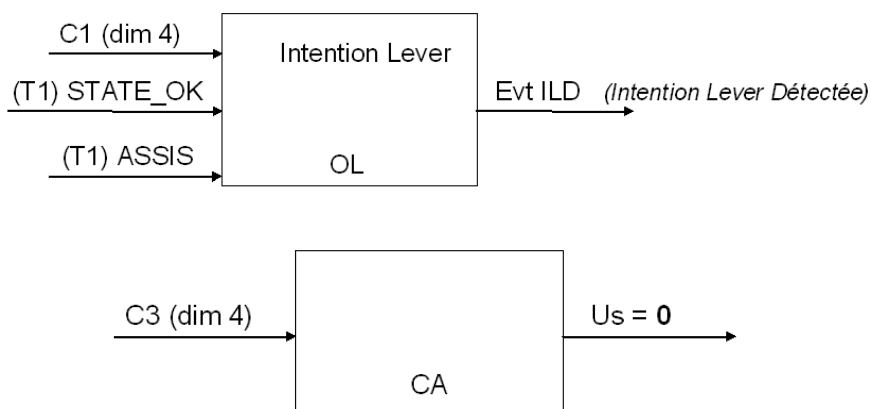 C1 (dim 4)
Intention Lever
(T1) STATE_OK
Evt ILD (Intention Lever Détectée)
(T1) ASSIS
OL
C3 (dim 4)
Us = 0
CA